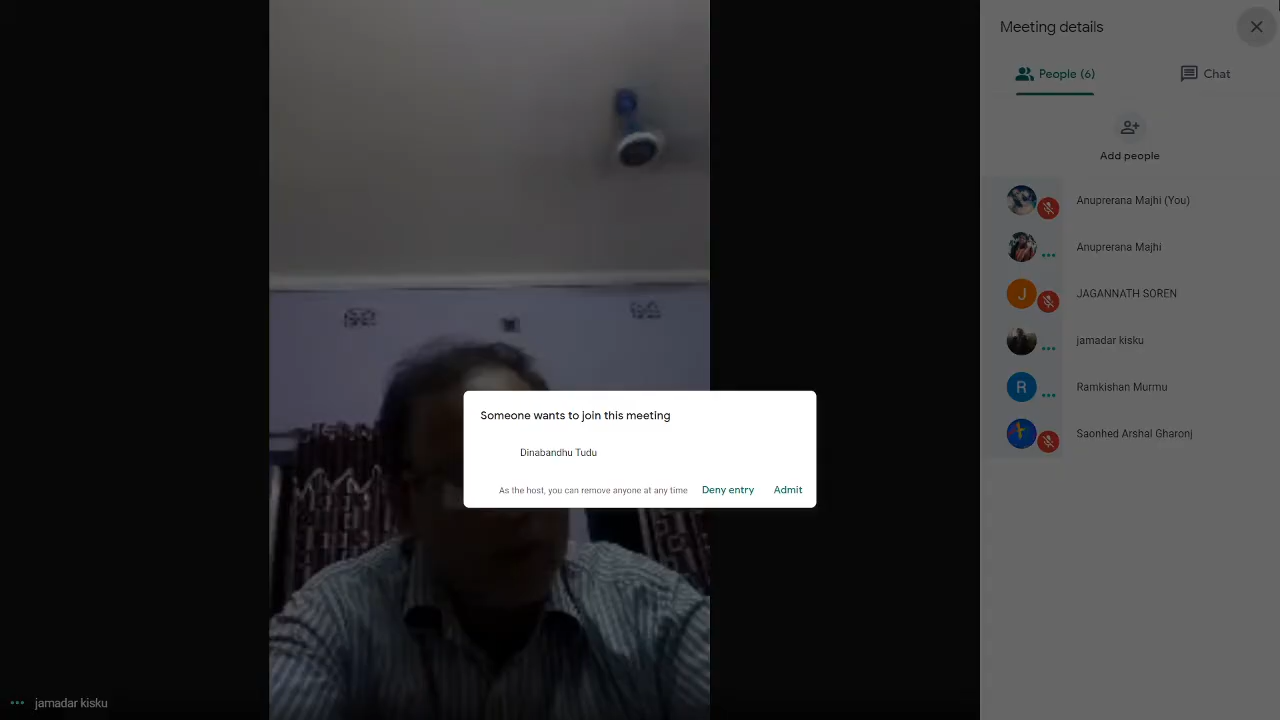 Meeting details
People (6)
Chat
Add people
Anuprerana Majhi (You)
Anuprerana Majhi
J
JAGANNATH SOREN
jamadar kisku
R
Ramkishan Murmu
Saonhed Arshal Gharonj
Someone wants to join this meeting
Dinabandhu Tudu
As the host, you can remove anyone at any time
Deny entry
Admit
jamadar kisku